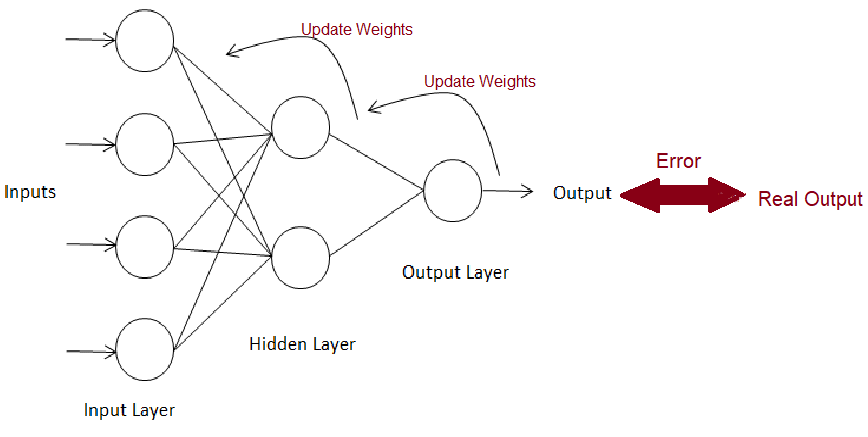 Update Weights
Update Weights
Error
Inputs
Output
Real Output
Output Layer
Hidden Layer
Input Layer